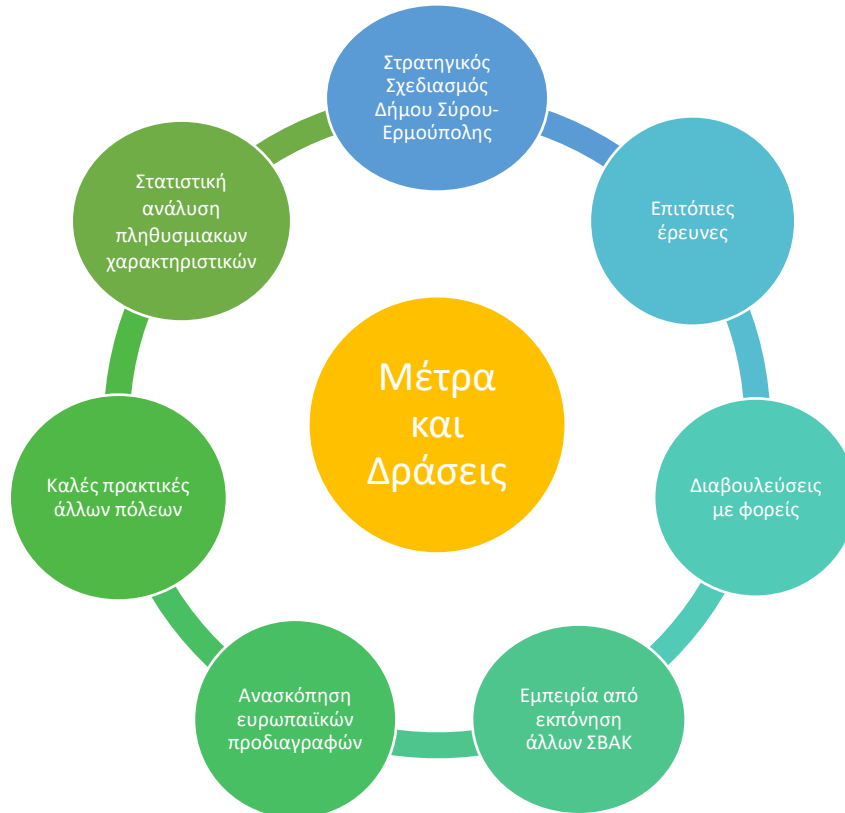 Στρατηγικός
Σχεδιασμός
Δήμου Σύρου-
Ερμούπολης
Επιτόπιες
έρευνες
Διαβουλεύσεις
με φορείς
Εμπειρία από
εκπόνηση
άλλων ΣΒΑΚ
Ανασκόπηση
ευρωπαιϊκών
προδιαγραφών
Καλές πρακτικές
άλλων πόλεων
Στατιστική
ανάλυση
πληθυσμιακων
χαρακτηριστικών
Μέτρα
και
Δράσεις